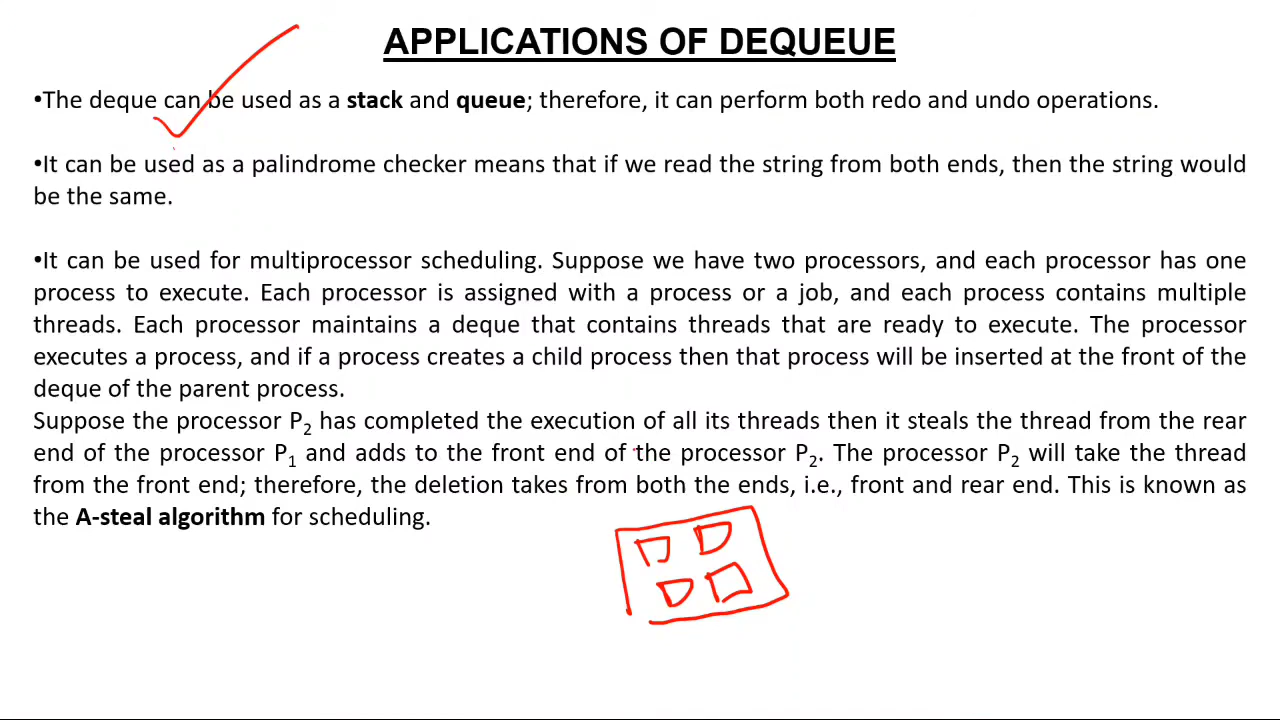 APPLICATIONS OF DEQUEUE
•The deque can be used as a stack and queue; therefore, it can perform both redo and undo operations.
•It can be used as a palindrome checker means that if we read the string from both ends, then the string would
be the same.
•It can be used for multiprocessor scheduling. Suppose we have two processors, and each processor has one
process to execute. Each processor is assigned with a process or a job, and each process contains multiple
threads. Each processor maintains a deque that contains threads that are ready to execute. The processor
executes a process, and if a process creates a child process then that process will be inserted at the front of the
deque of the parent process.
Suppose the processor P2 has completed the execution of all its threads then it steals the thread from the rear
end of the processor P1 and adds to the front end of the processor P2. The processor P2 will take the thread
from the front end; therefore, the deletion takes from both the ends, i.e., front and rear end. This is known as
the A-steal algorithm for scheduling.